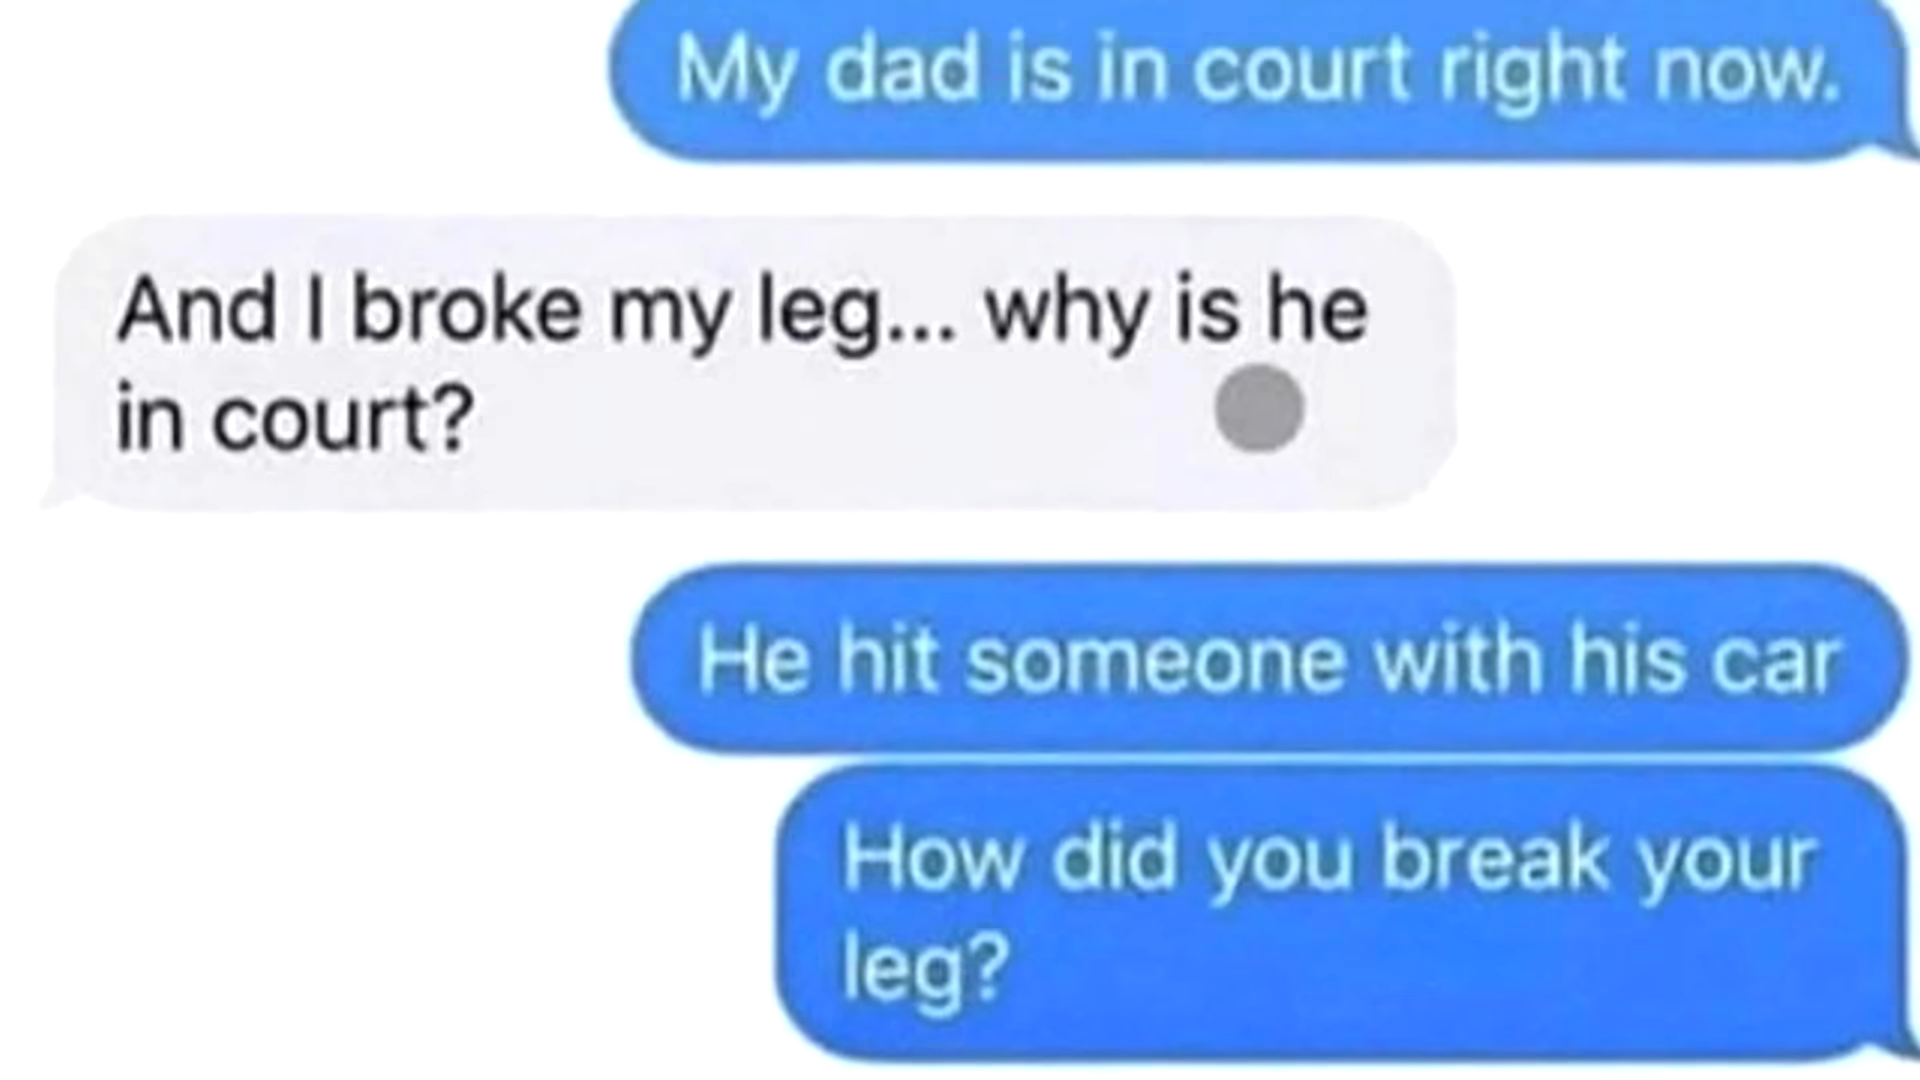 My dad is in court right now.
And I broke my leg... why is he
in court?
He hit someone with his car
How did you break your
leg?